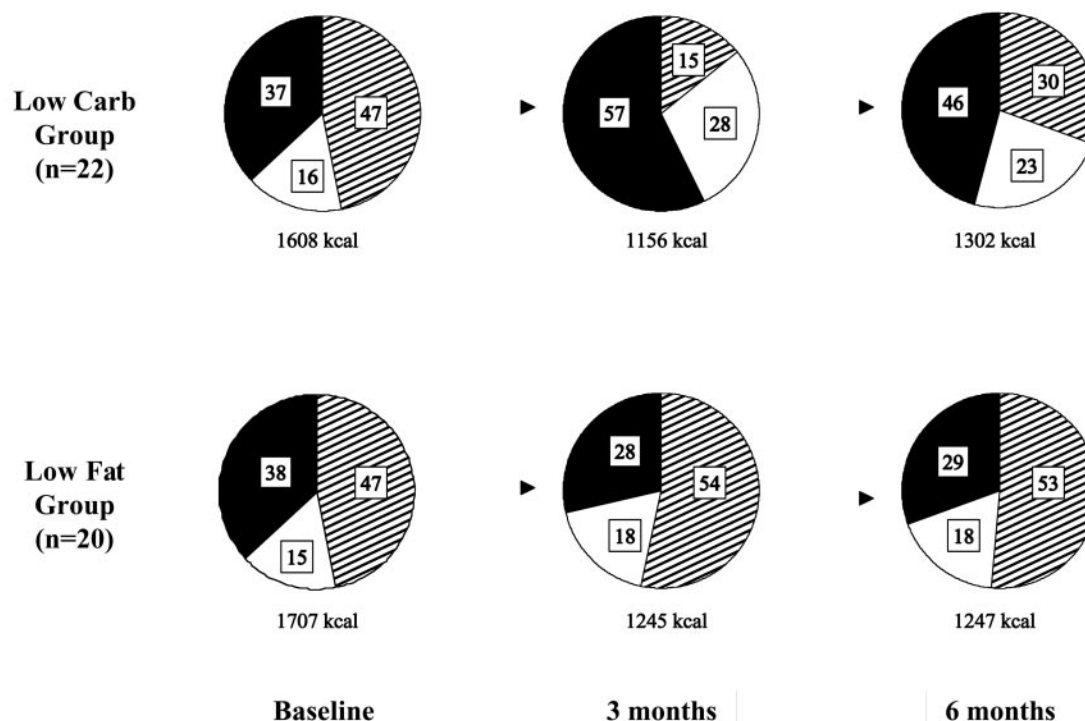 Low Carb
Group
(n=22)
37
47
16
1608 kcal
15
57
28
1156 kcal
30
46
23
1302 kcal
Low Fat
Group
(n=20)
38
47
15
1707 kcal
28
54
18
1245 kcal
29
53
18
1247 kcal
Baseline
3 months
6 months